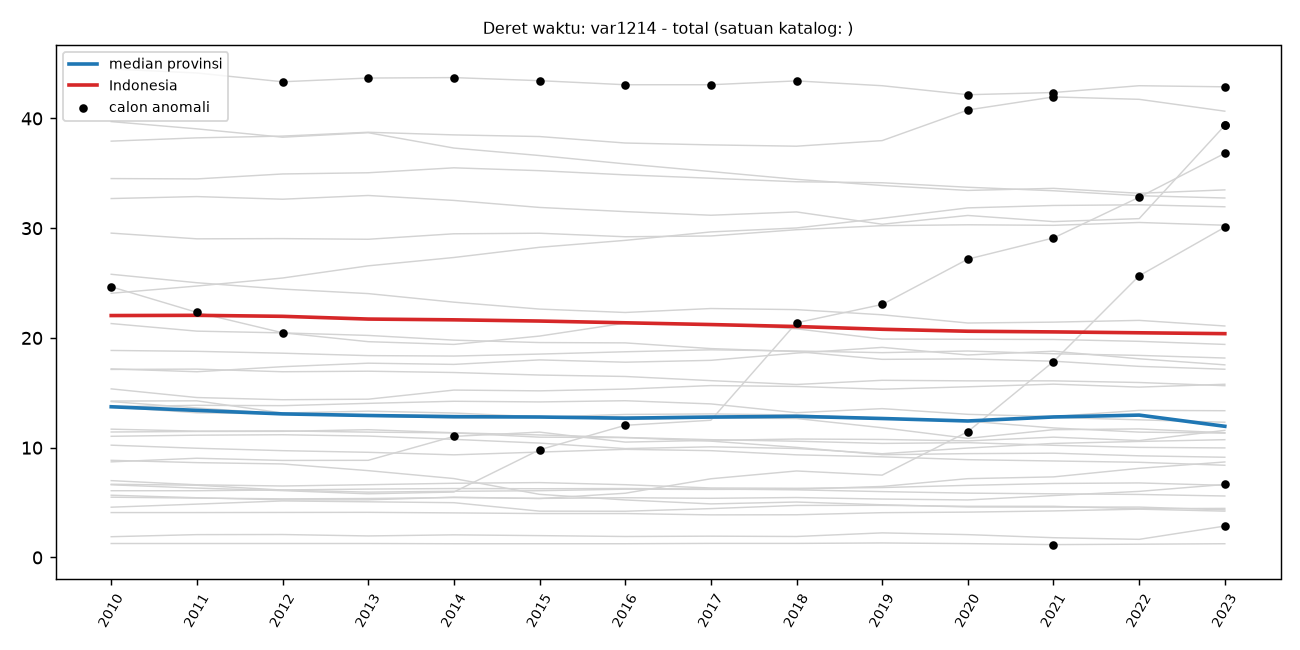 Deret waktu: var1214 - total (satuan katalog: )
median provinsi
Indonesia
calon anomali
40
30
20
10
0
2010 2011 2012 2013 2014 2015 2016 2017 2018 2019 2020 2021 2022 2023